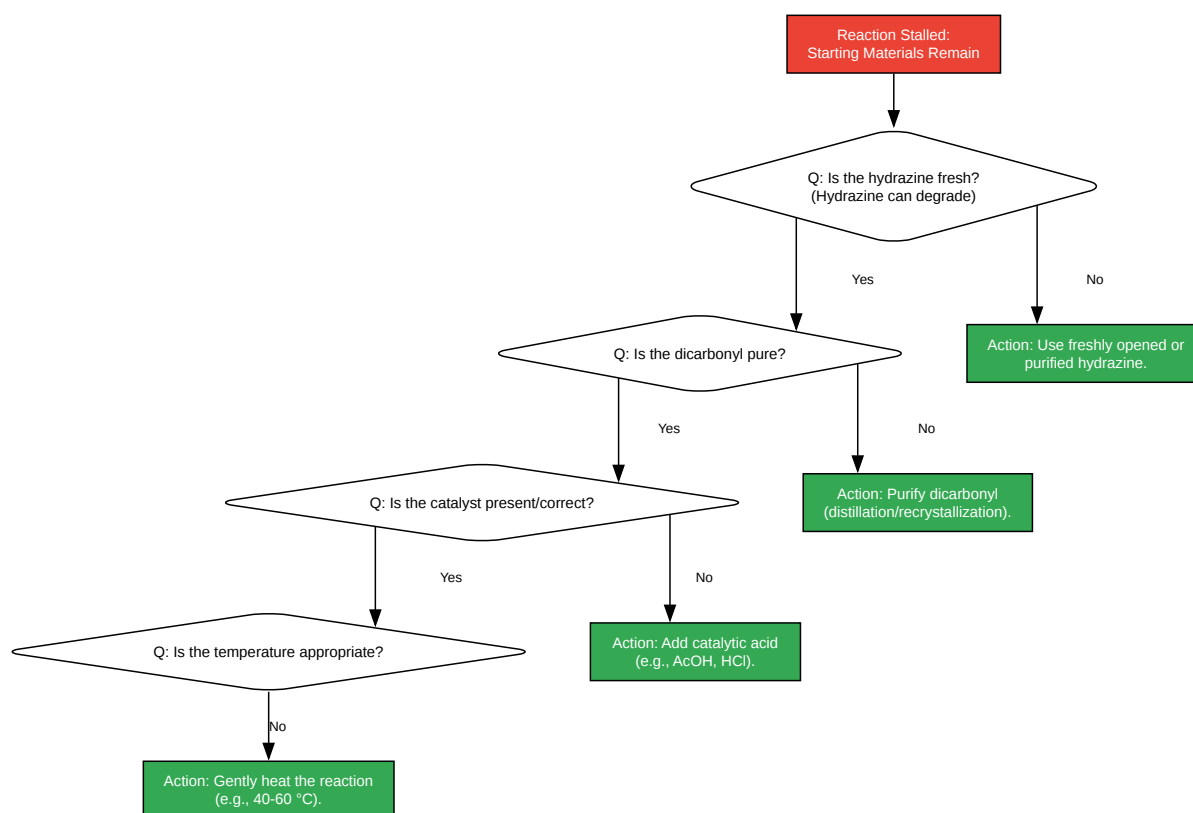 Reaction Stalled:
Starting Materials Remain
Q: Is the hydrazine fresh?
(Hydrazine can degrade)
Yes
No
Q: Is the dicarbonyl pure?
Action: Use freshly opened or
purified hydrazine.
Yes
No
Q: Is the catalyst present/correct?
Action: Purify dicarbonyl
(distillation/recrystallization).
Yes
No
Q: Is the temperature appropriate?
Action: Add catalytic acid
(e.g., AcOH, HCl).
No
Action: Gently heat the reaction
(e.g., 40-60 °C).